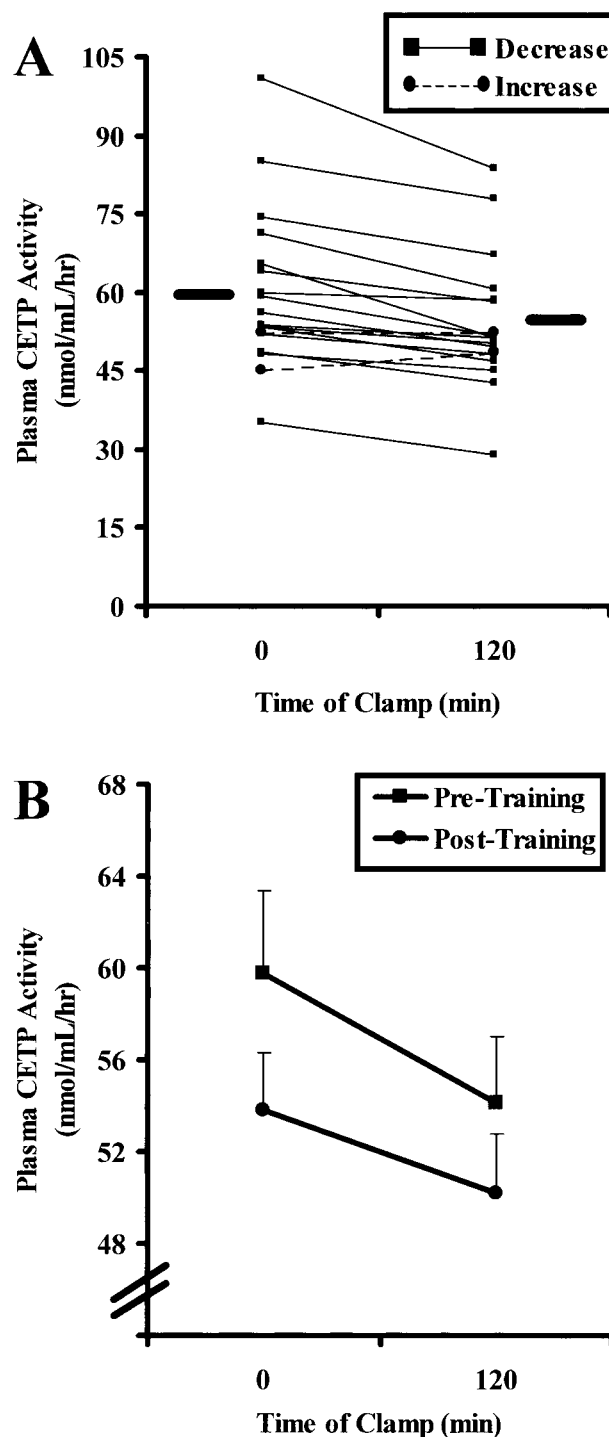 A
Decrease
Increase
Plasma CETP Activity
(nmol/mL/hr)
105
90
75
60
45
30
15
0
0
120
Time of Clamp (min)
B
Pre-Training
Post-Training
Plasma CETP Activity
(nmol/mL/hr)
68
64
60
56
52
48
0
120
Time of Clamp (min)